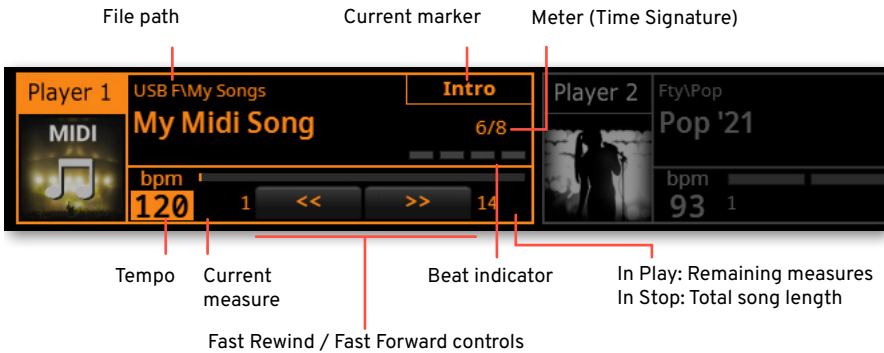 File path
Current marker
Meter (Time Signature)
Player 1
USB F\My Songs
Intro
My Midi Song
6/8
MIDI
bpm
120
1
<<
>>
14
Player 2
Fty\Pop
Pop '21
bpm
93
1
Tempo
Current
measure
Beat indicator
In Play: Remaining measures
In Stop: Total song length
Fast Rewind / Fast Forward controls